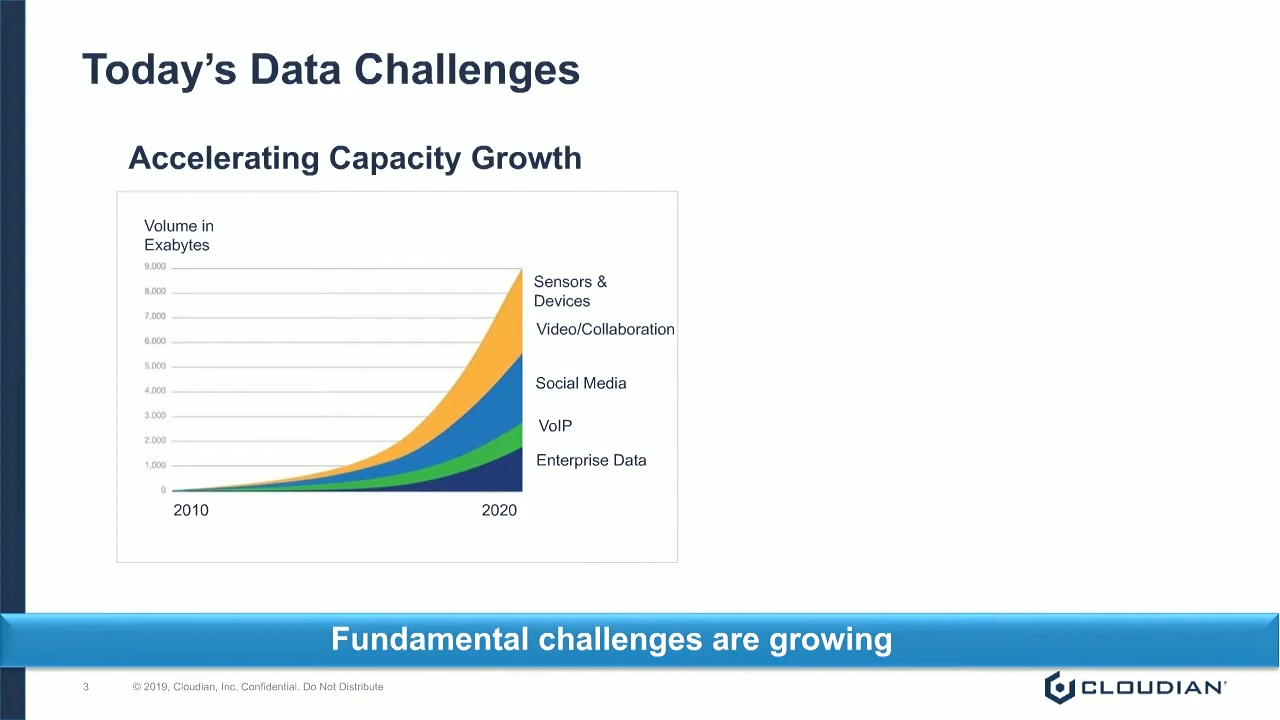 Today’s Data Challenges
Accelerating Capacity Growth
Volume in
Exabytes
9,000
8,000
7,000
6,000
5,000
4,000
3,000
2,000
1,000
0
Sensors &
Devices
Video/Collaboration
Social Media
VoIP
Enterprise Data
2010
2020
Fundamental challenges are growing
3
© 2019, Cloudian, Inc. Confidential. Do Not Distribute
CLOUDIAN